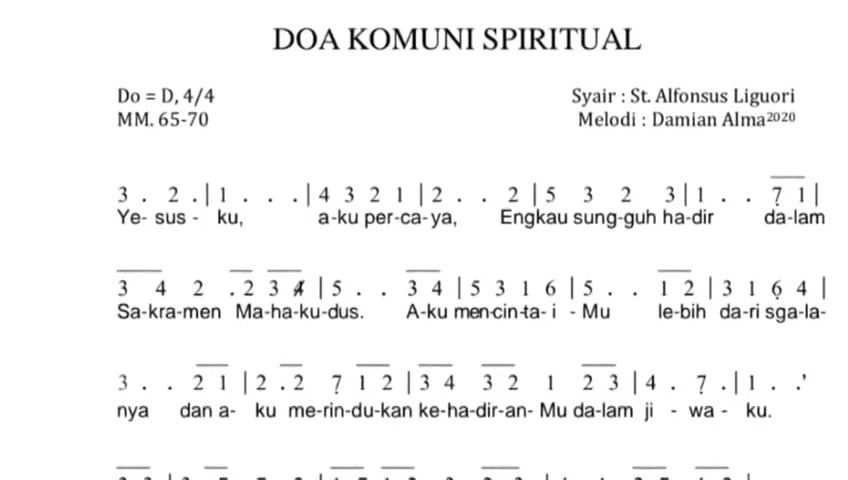 DOA KOMUNI SPIRITUAL
Do = D, 4/4
Syair : St. Alfonsus Liguori
MM. 65-70
Melodi : Damian Alma2020
3 . 2 .|1 . . .|4 3 2 1|2 . . 2|5 3 2 3|1 . . 7̣ 1|
Ye- sus - ku, a-ku per-ca-ya, Engkau sung-guh ha-dir da-lam
3 4 2 .2 3 4 |5 . . 3 4 |5 3 1 6 |5 . . 1 2 |3 1 6̣ 4 |
Sa-kra-men Ma-ha-kudus. A-ku men-cin-ta- i - Mu le-bih da-ri sga-la-
3 . . 2 1 |2 .2 7̣ 1 2 |3 4 3 2 1 2 3 |4 . 7̣ .|1 . .’
nya dan a- ku me-rin-du-kan ke-ha-dir-an- Mu da-lam ji - wa - ku.